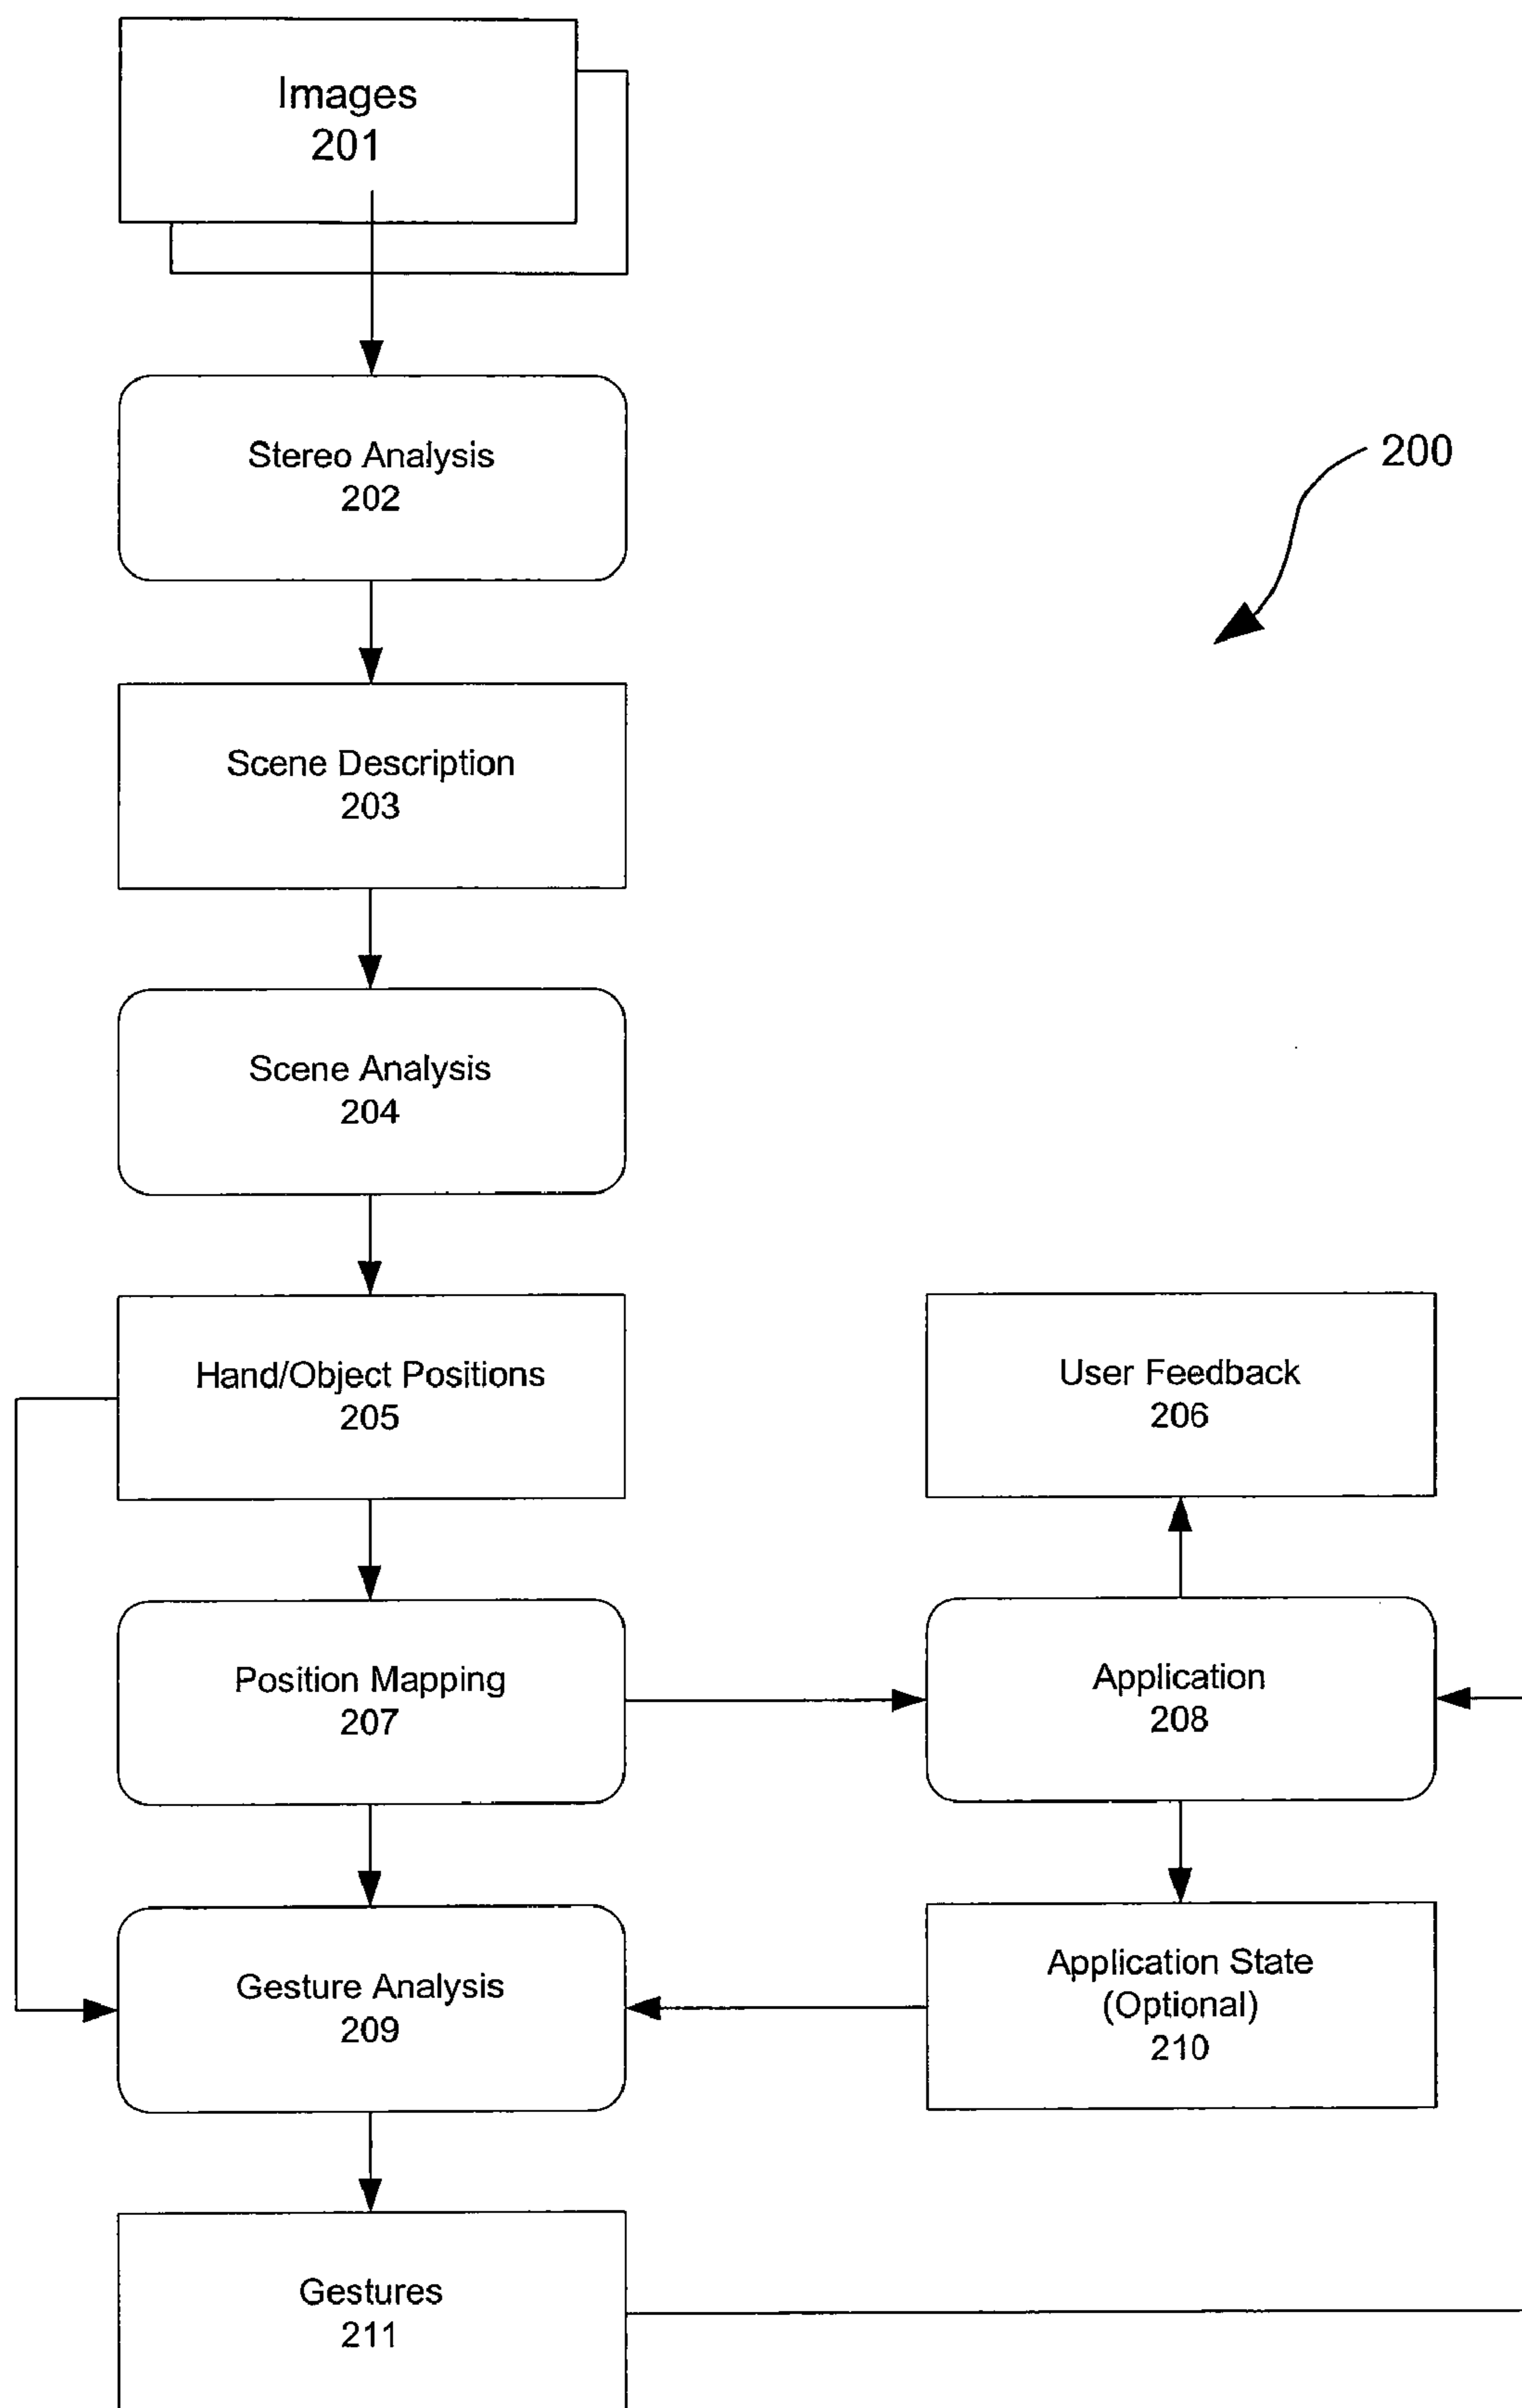 Images
201
Stereo Analysis
202
200
Scene Description
203
Scene Analysis
204
Hand/Object Positions
205
User Feedback
206
Position Mapping
207
Application
208
Gesture Analysis
209
Application State
(Optional)
210
Gestures
211